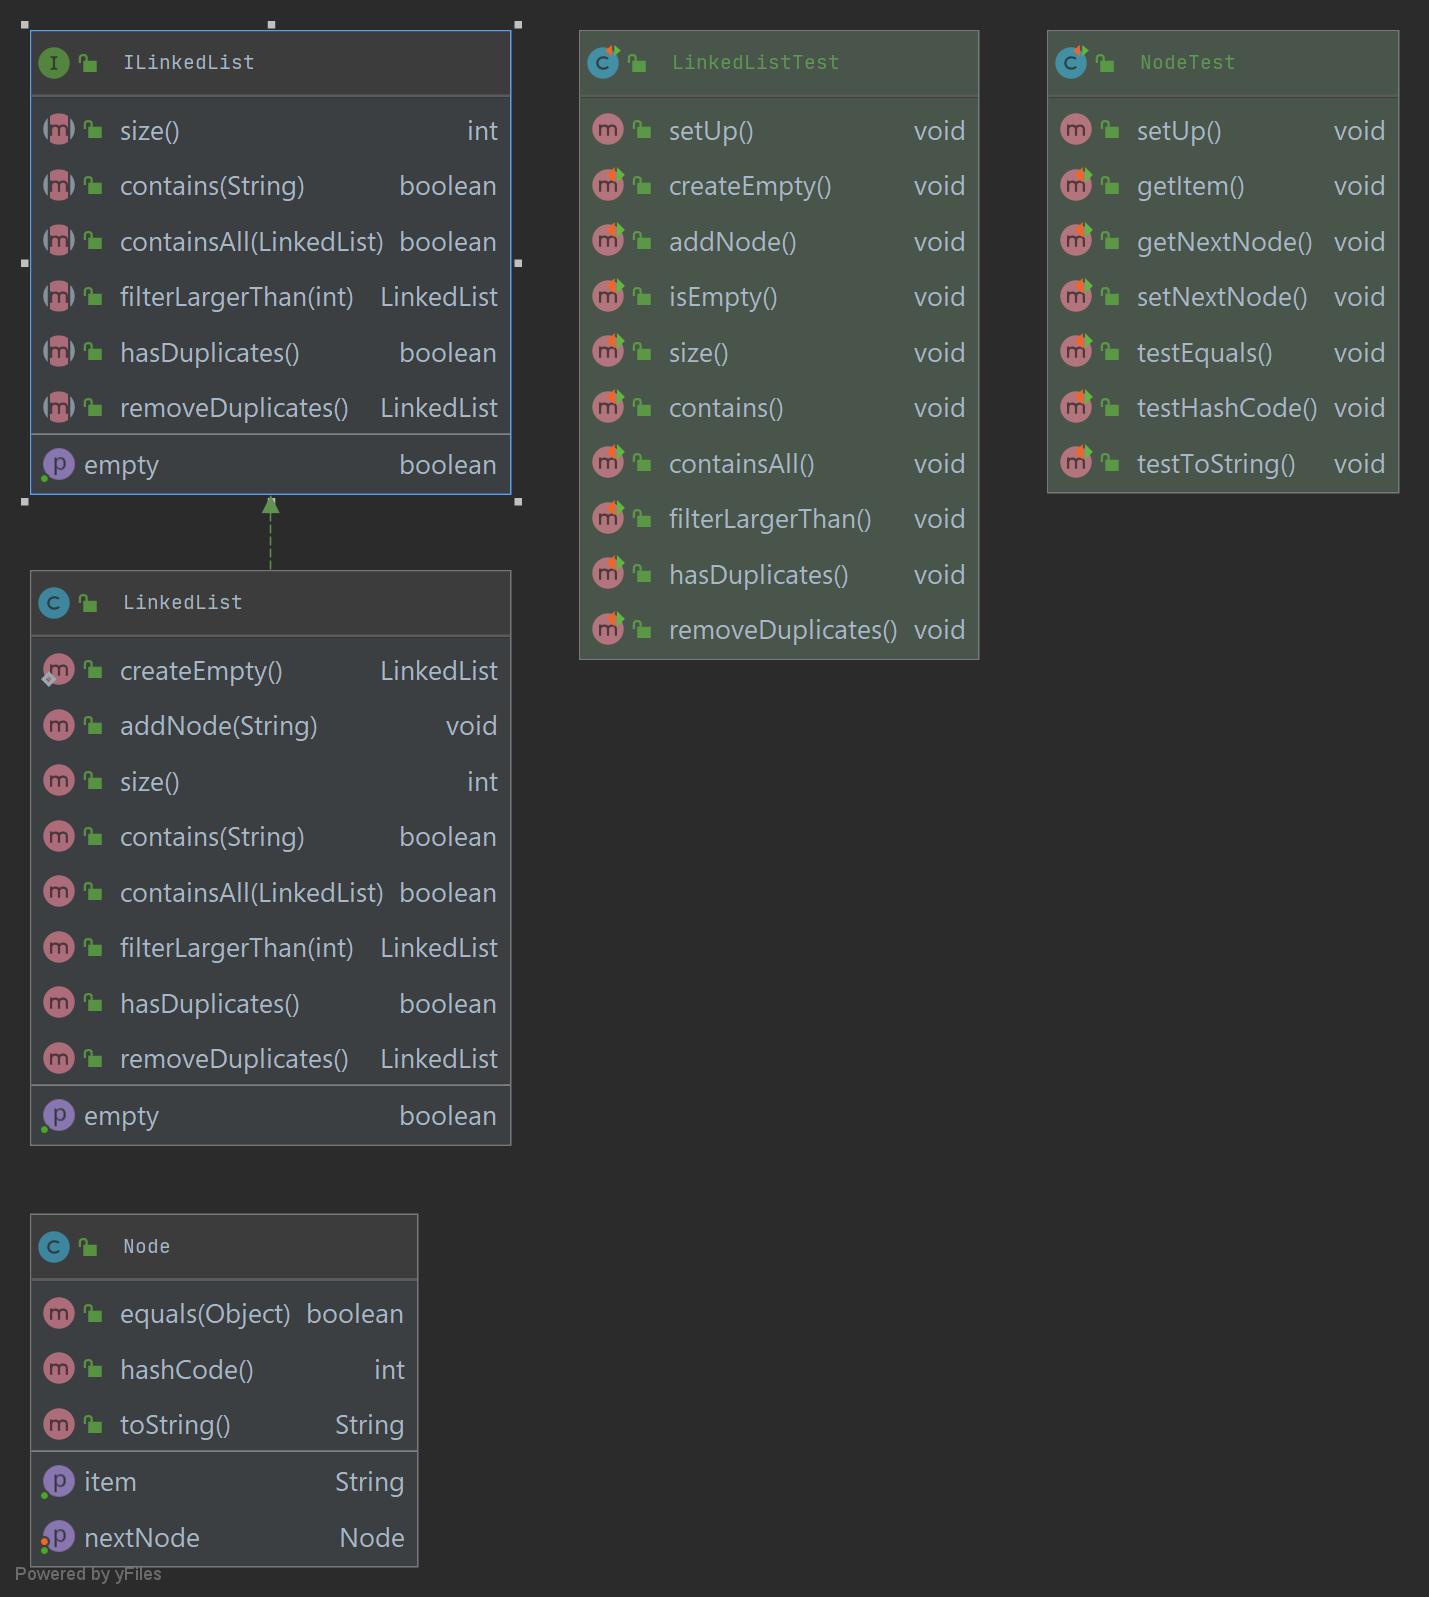 I ILinkedList
m size() int
m contains(String) boolean
m containsAll(LinkedList) boolean
m filterLargerThan(int) LinkedList
m hasDuplicates() boolean
m removeDuplicates() LinkedList
p empty boolean
C LinkedList
m createEmpty() LinkedList
m addNode(String) void
m size() int
m contains(String) boolean
m containsAll(LinkedList) boolean
m filterLargerThan(int) LinkedList
m hasDuplicates() boolean
m removeDuplicates() LinkedList
p empty boolean
C Node
m equals(Object) boolean
m hashCode() int
m toString() String
p item String
p nextNode Node
C LinkedListTest
m setUp() void
m createEmpty() void
m addNode() void
m isEmpty() void
m size() void
m contains() void
m containsAll() void
m filterLargerThan() void
m hasDuplicates() void
m removeDuplicates() void
C NodeTest
m setUp() void
m getItem() void
m getNextNode() void
m setNextNode() void
m testEquals() void
m testHashCode() void
m testToString() void
Powered by yFiles